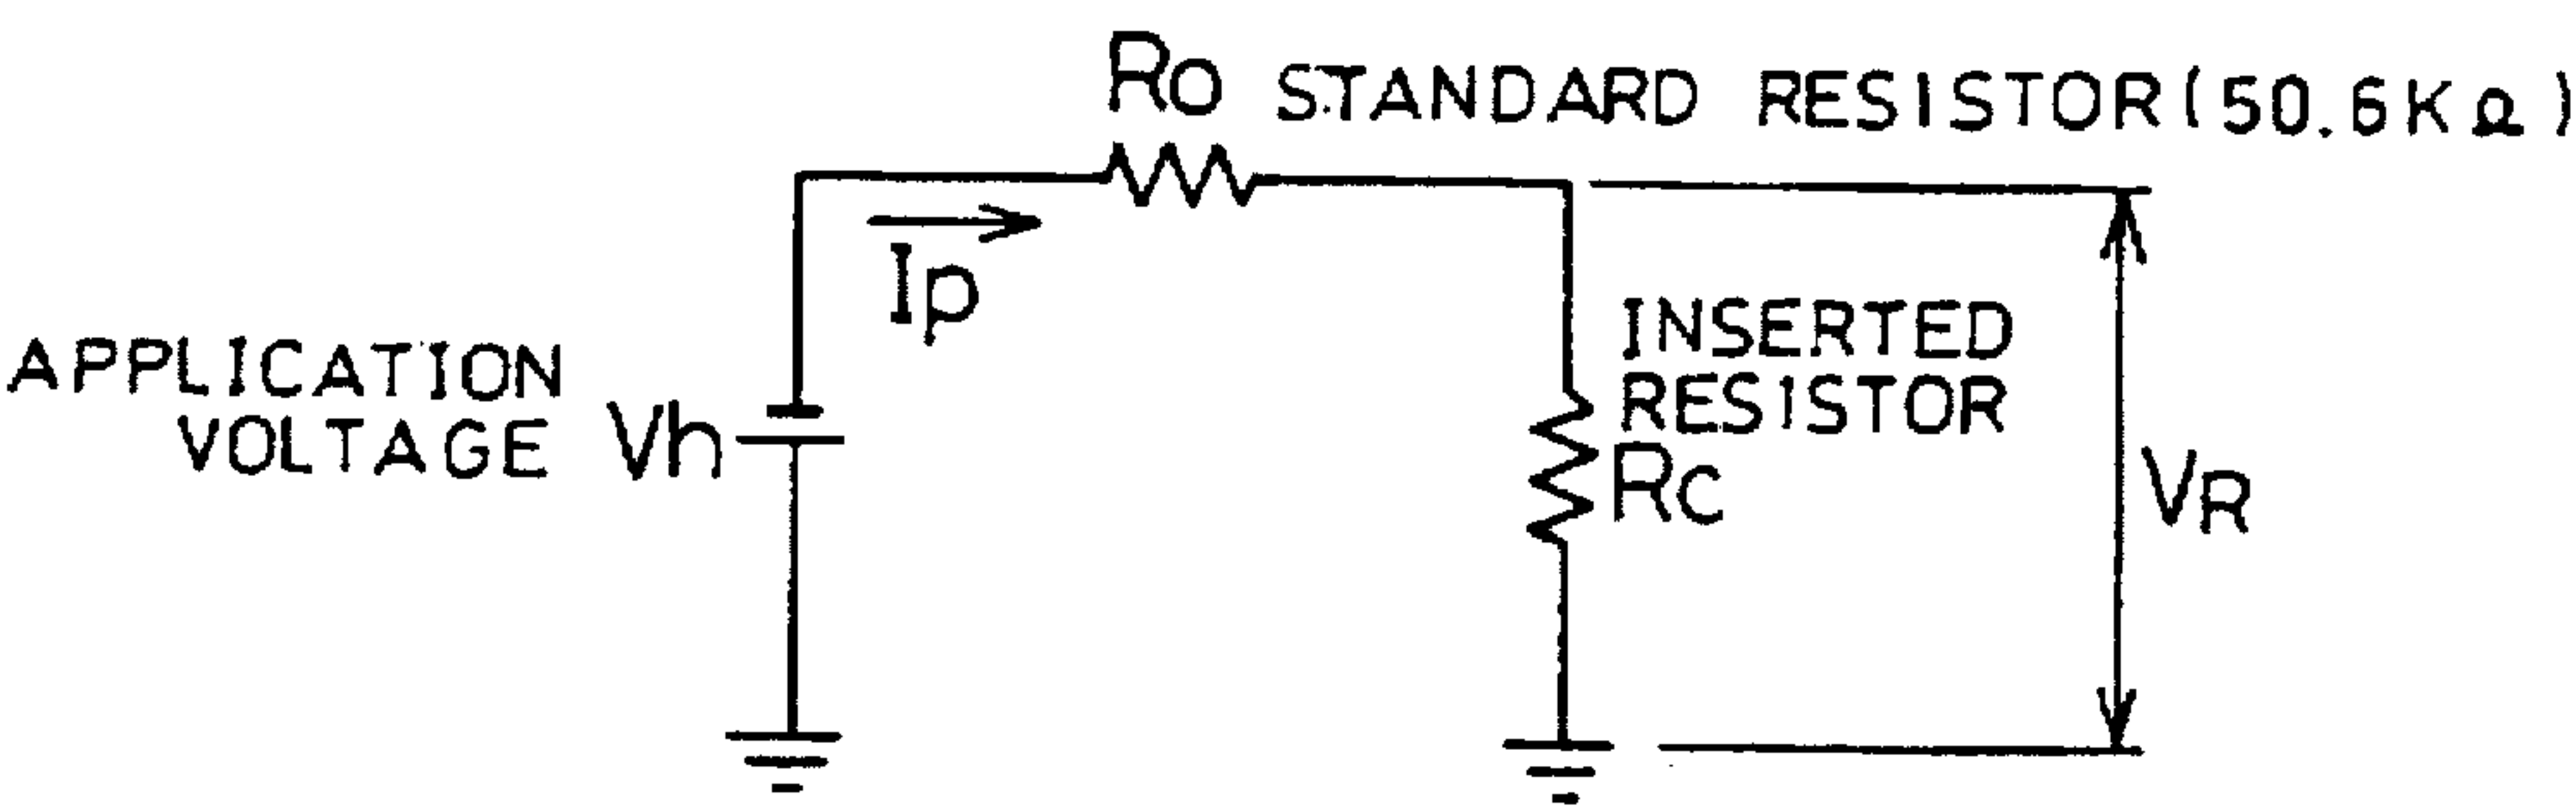 Ro STANDARD RESISTOR (50.6KΩ)
Ip
APPLICATION
VOLTAGE Vh
INSERTED
RESISTOR
Rc
VR